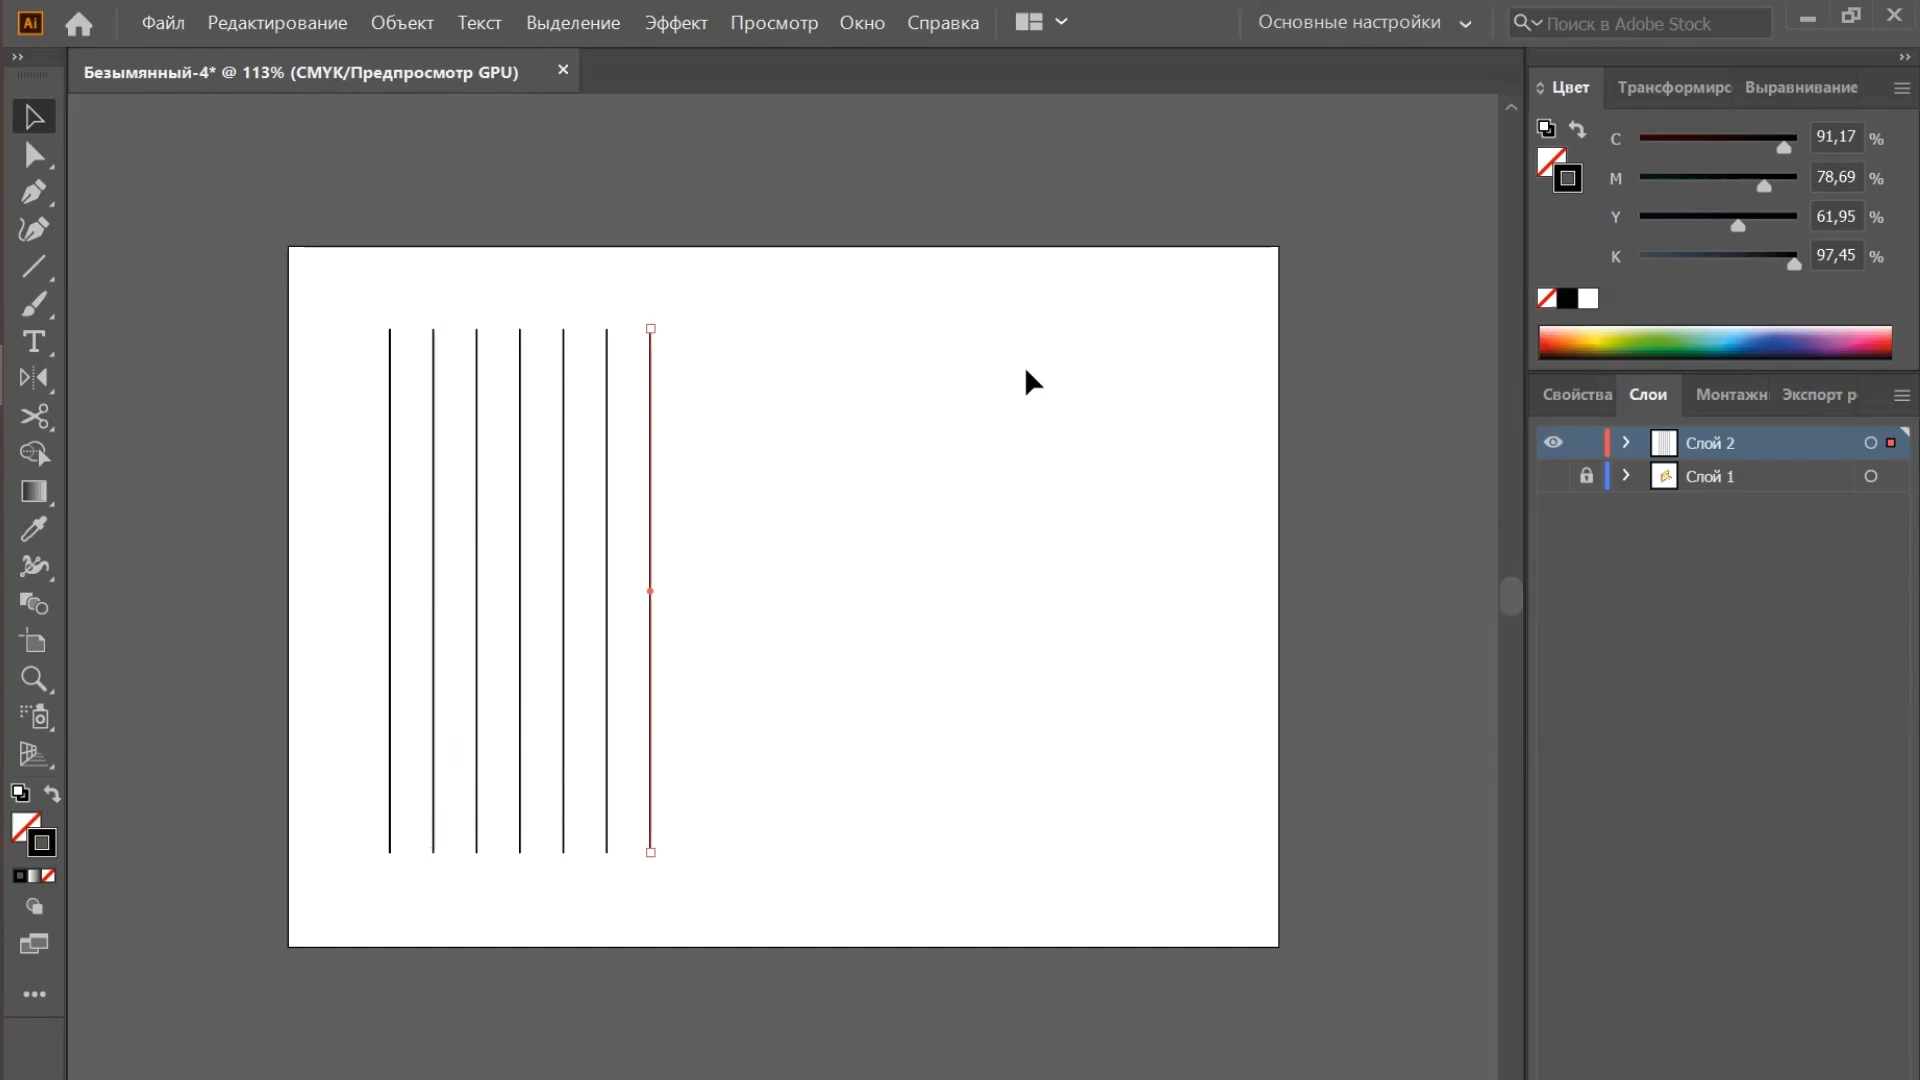 Ai
Файл Редактирование Объект Текст Выделение Эффект Просмотр Окно Справка
Основные настройки
Поиск в Adobe Stock
Безымянный-4* @ 113% (CMYK/Предпросмотр GPU)
Цвет Трансформирс Выравнивание
C 91,17 %
M 78,69 %
Y 61,95 %
K 97,45 %
Свойства Слои Монтажн Экспорт р
Слой 2
Слой 1